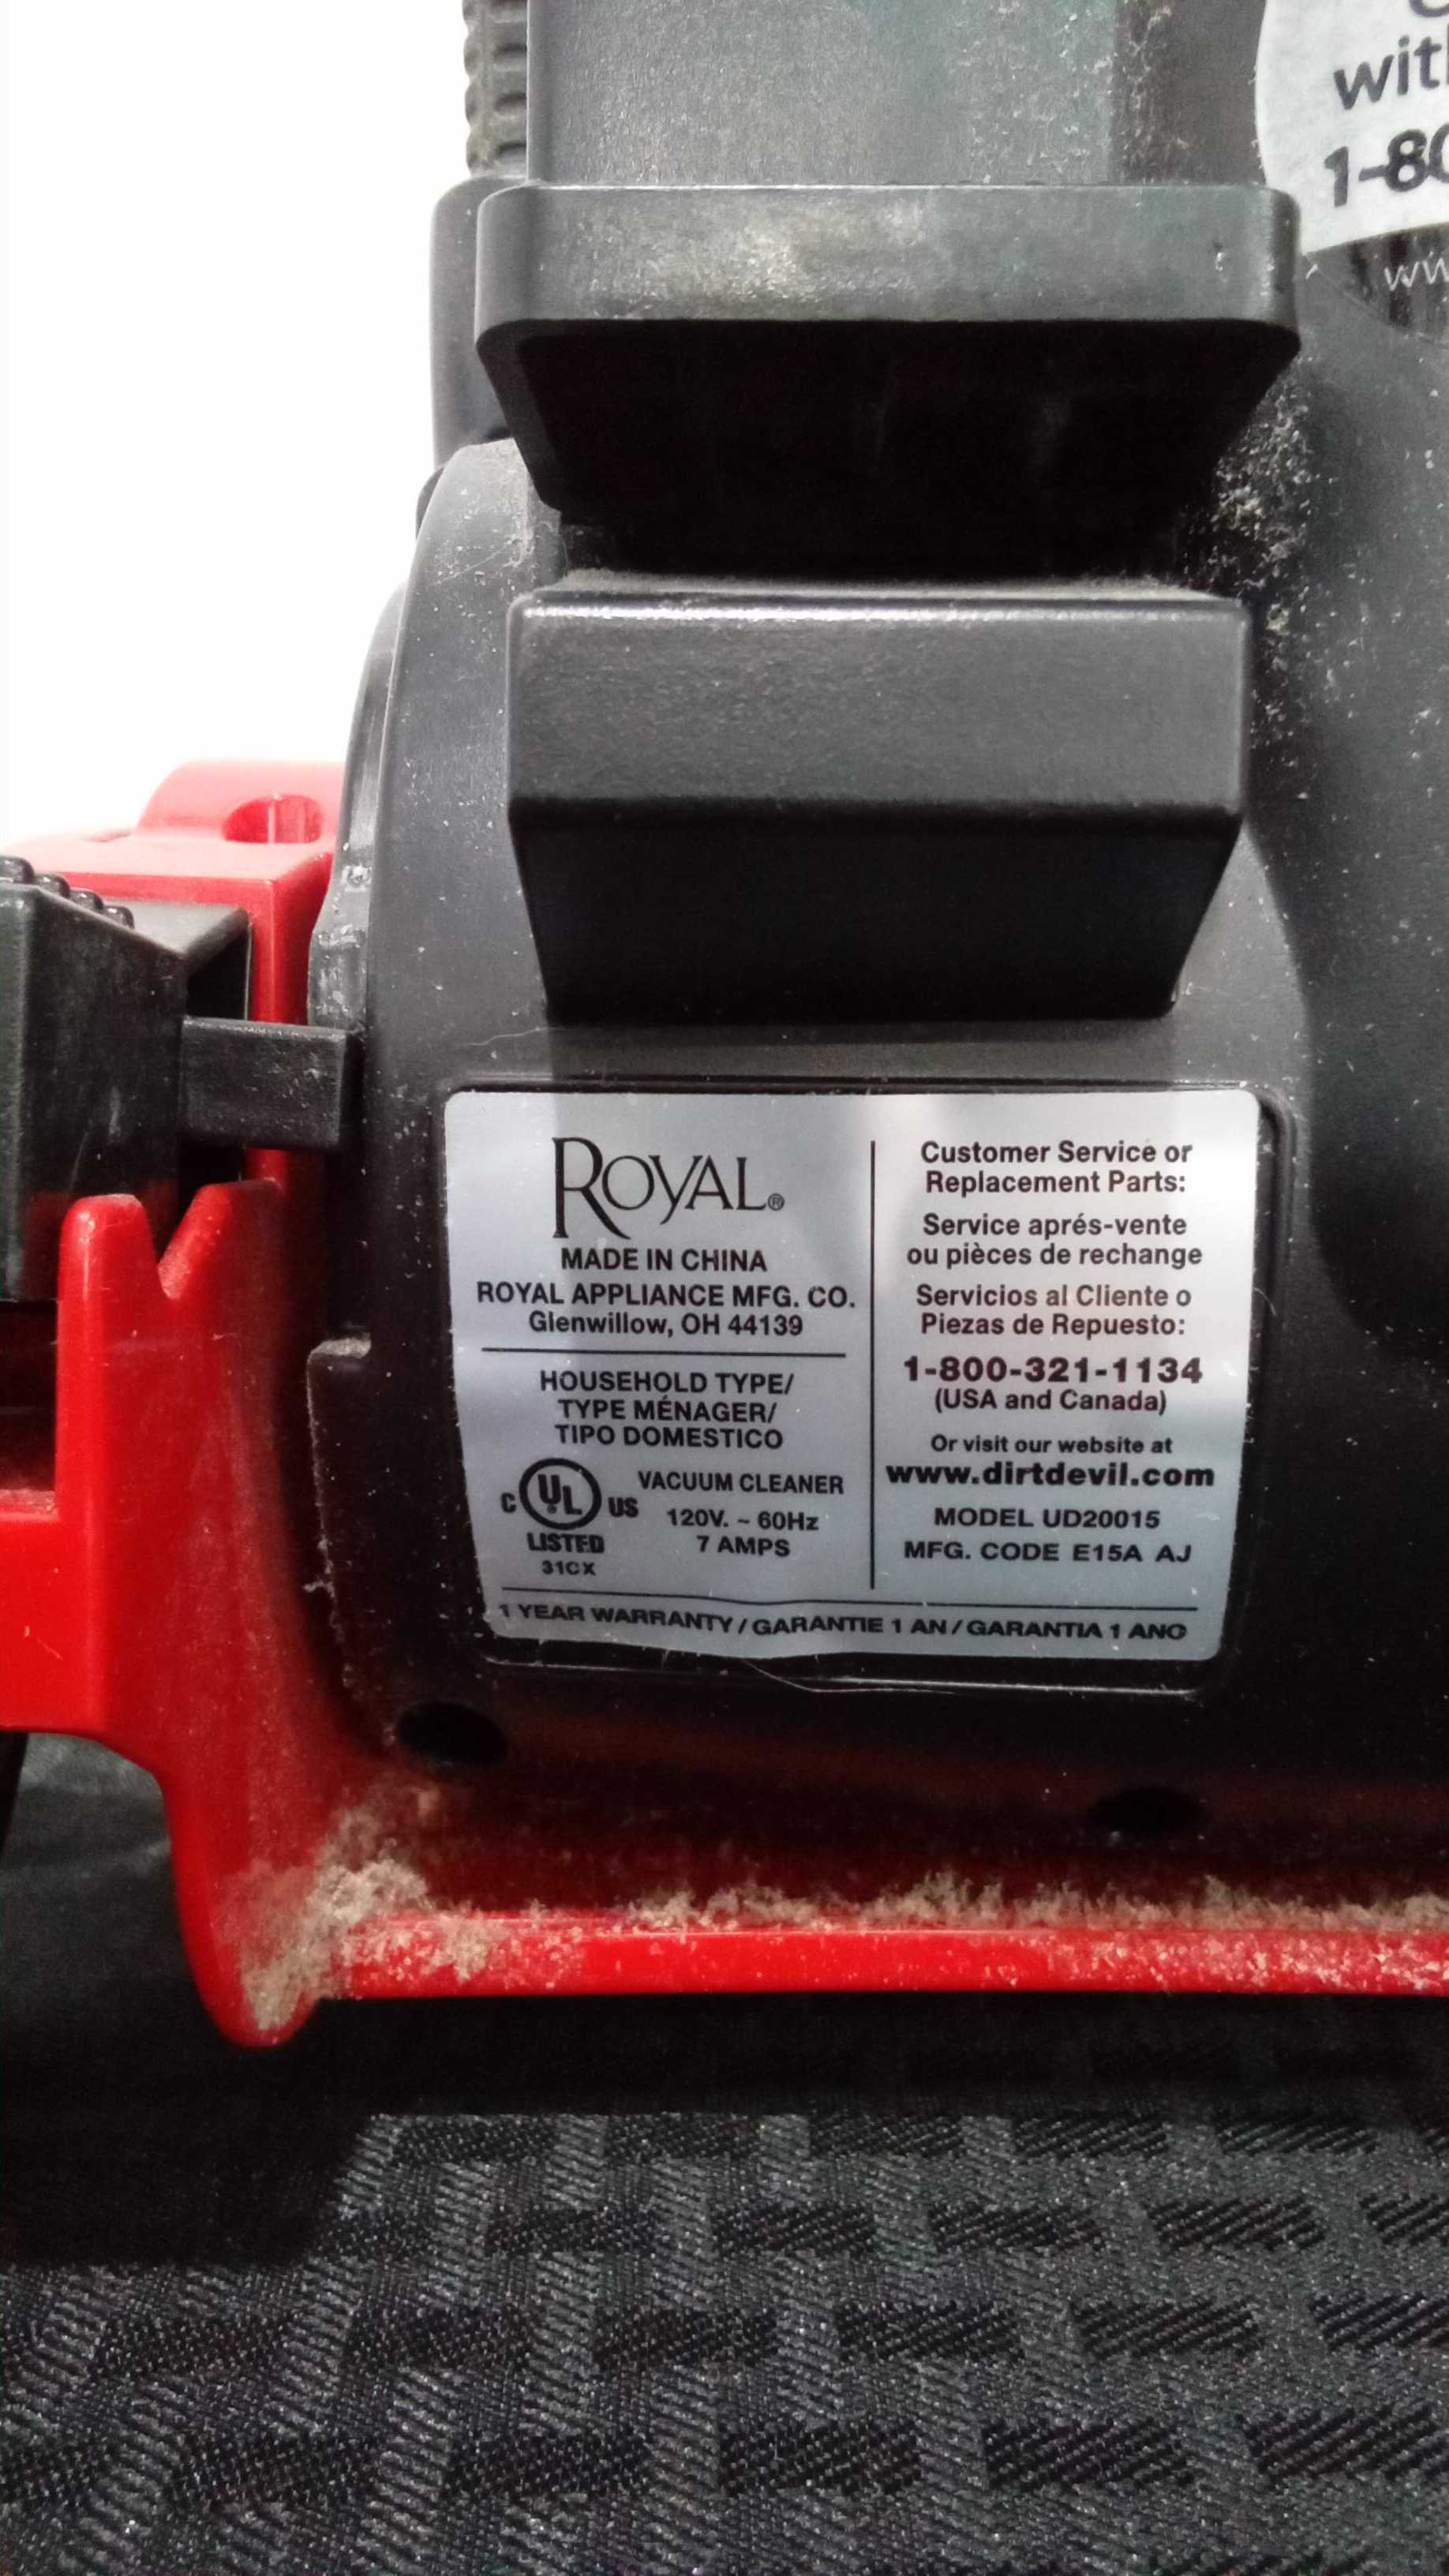 with
1-80
ROYAL®
MADE IN CHINA
ROYAL APPLIANCE MFG. CO.
Glenwillow, OH 44139
HOUSEHOLD TYPE/
TYPE MÉNAGER/
TIPO DOMESTICO
C UL US
LISTED
31CX
VACUUM CLEANER
120V. ~ 60Hz
7 AMPS
Customer Service or
Replacement Parts:
Service aprés-vente
ou pièces de rechange
Servicios al Cliente o
Piezas de Repuesto:
1-800-321-1134
(USA and Canada)
Or visit our website at
www.dirtdevil.com
MODEL UD20015
MFG. CODE E15A AJ
1 YEAR WARRANTY / GARANTIE 1 AN / GARANTIA 1 ANO